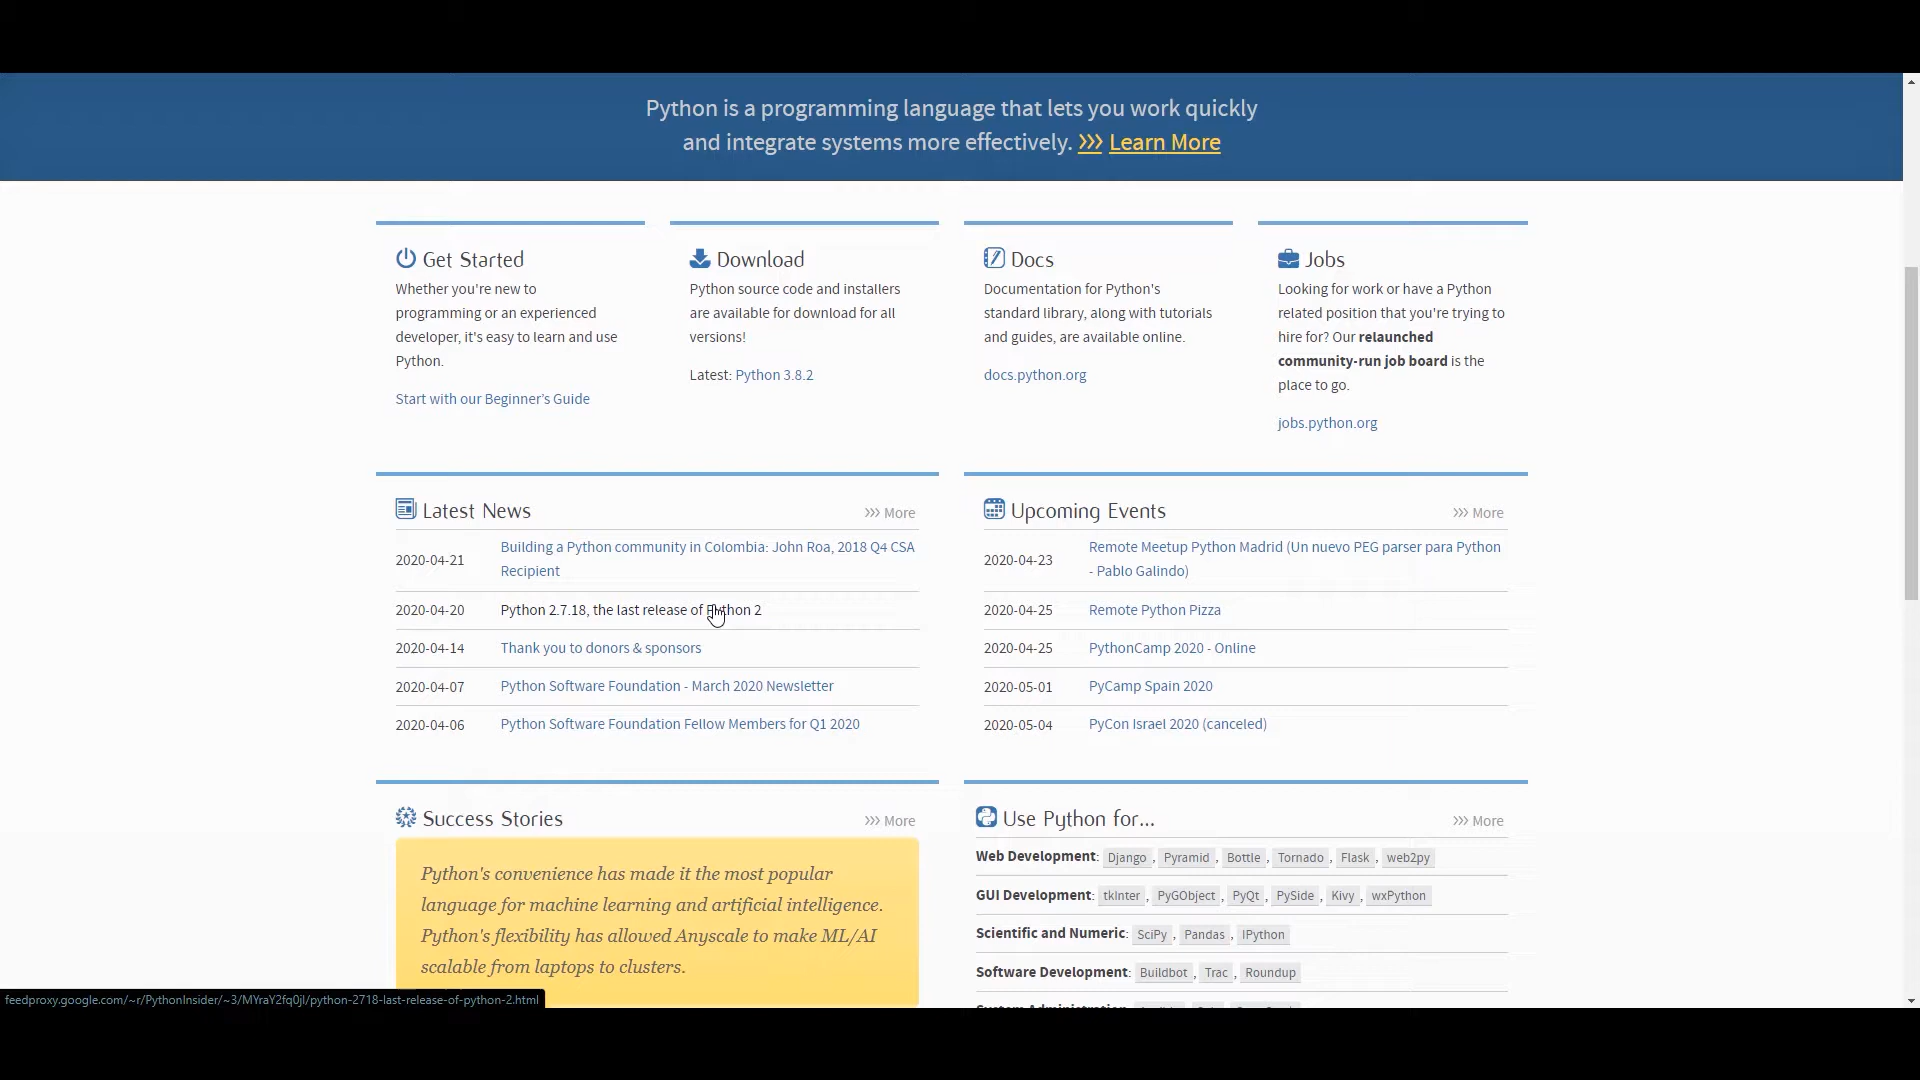 Python is a programming language that lets you work quickly
and integrate systems more effectively. >>> Learn More
Get Started
Whether you're new to
programming or an experienced
developer, it's easy to learn and use
Python.
Start with our Beginner's Guide
Download
Python source code and installers
are available for download for all
versions!
Latest: Python 3.8.2
Docs
Documentation for Python's
standard library, along with tutorials
and guides, are available online.
docs.python.org
Jobs
Looking for work or have a Python
related position that you're trying to
hire for? Our relaunched
community-run job board is the
place to go.
jobs.python.org
Latest News
>>> More
2020-04-21 Building a Python community in Colombia: John Roa, 2018 Q4 CSA
Recipient
2020-04-20 Python 2.7.18, the last release of Python 2
2020-04-14 Thank you to donors & sponsors
2020-04-07 Python Software Foundation - March 2020 Newsletter
2020-04-06 Python Software Foundation Fellow Members for Q1 2020
Upcoming Events
>>> More
2020-04-23 Remote Meetup Python Madrid (Un nuevo PEG parser para Python
- Pablo Galindo)
2020-04-25 Remote Python Pizza
2020-04-25 PythonCamp 2020 - Online
2020-05-01 PyCamp Spain 2020
2020-05-04 PyCon Israel 2020 (canceled)
Success Stories
>>> More
Python's convenience has made it the most popular
language for machine learning and artificial intelligence.
Python's flexibility has allowed Anyscale to make ML/AI
scalable from laptops to clusters.
Use Python for...
>>> More
Web Development: Django , Pyramid , Bottle , Tornado , Flask , web2py
GUI Development: tkInter , PyGObject , PyQt , PySide , Kivy , wxPython
Scientific and Numeric: SciPy , Pandas , IPython
Software Development: Buildbot , Trac , Roundup
feedproxy.google.com/~r/PythonInsider/~3/MYraY2fq0jI/python-2718-last-release-of-python-2.html